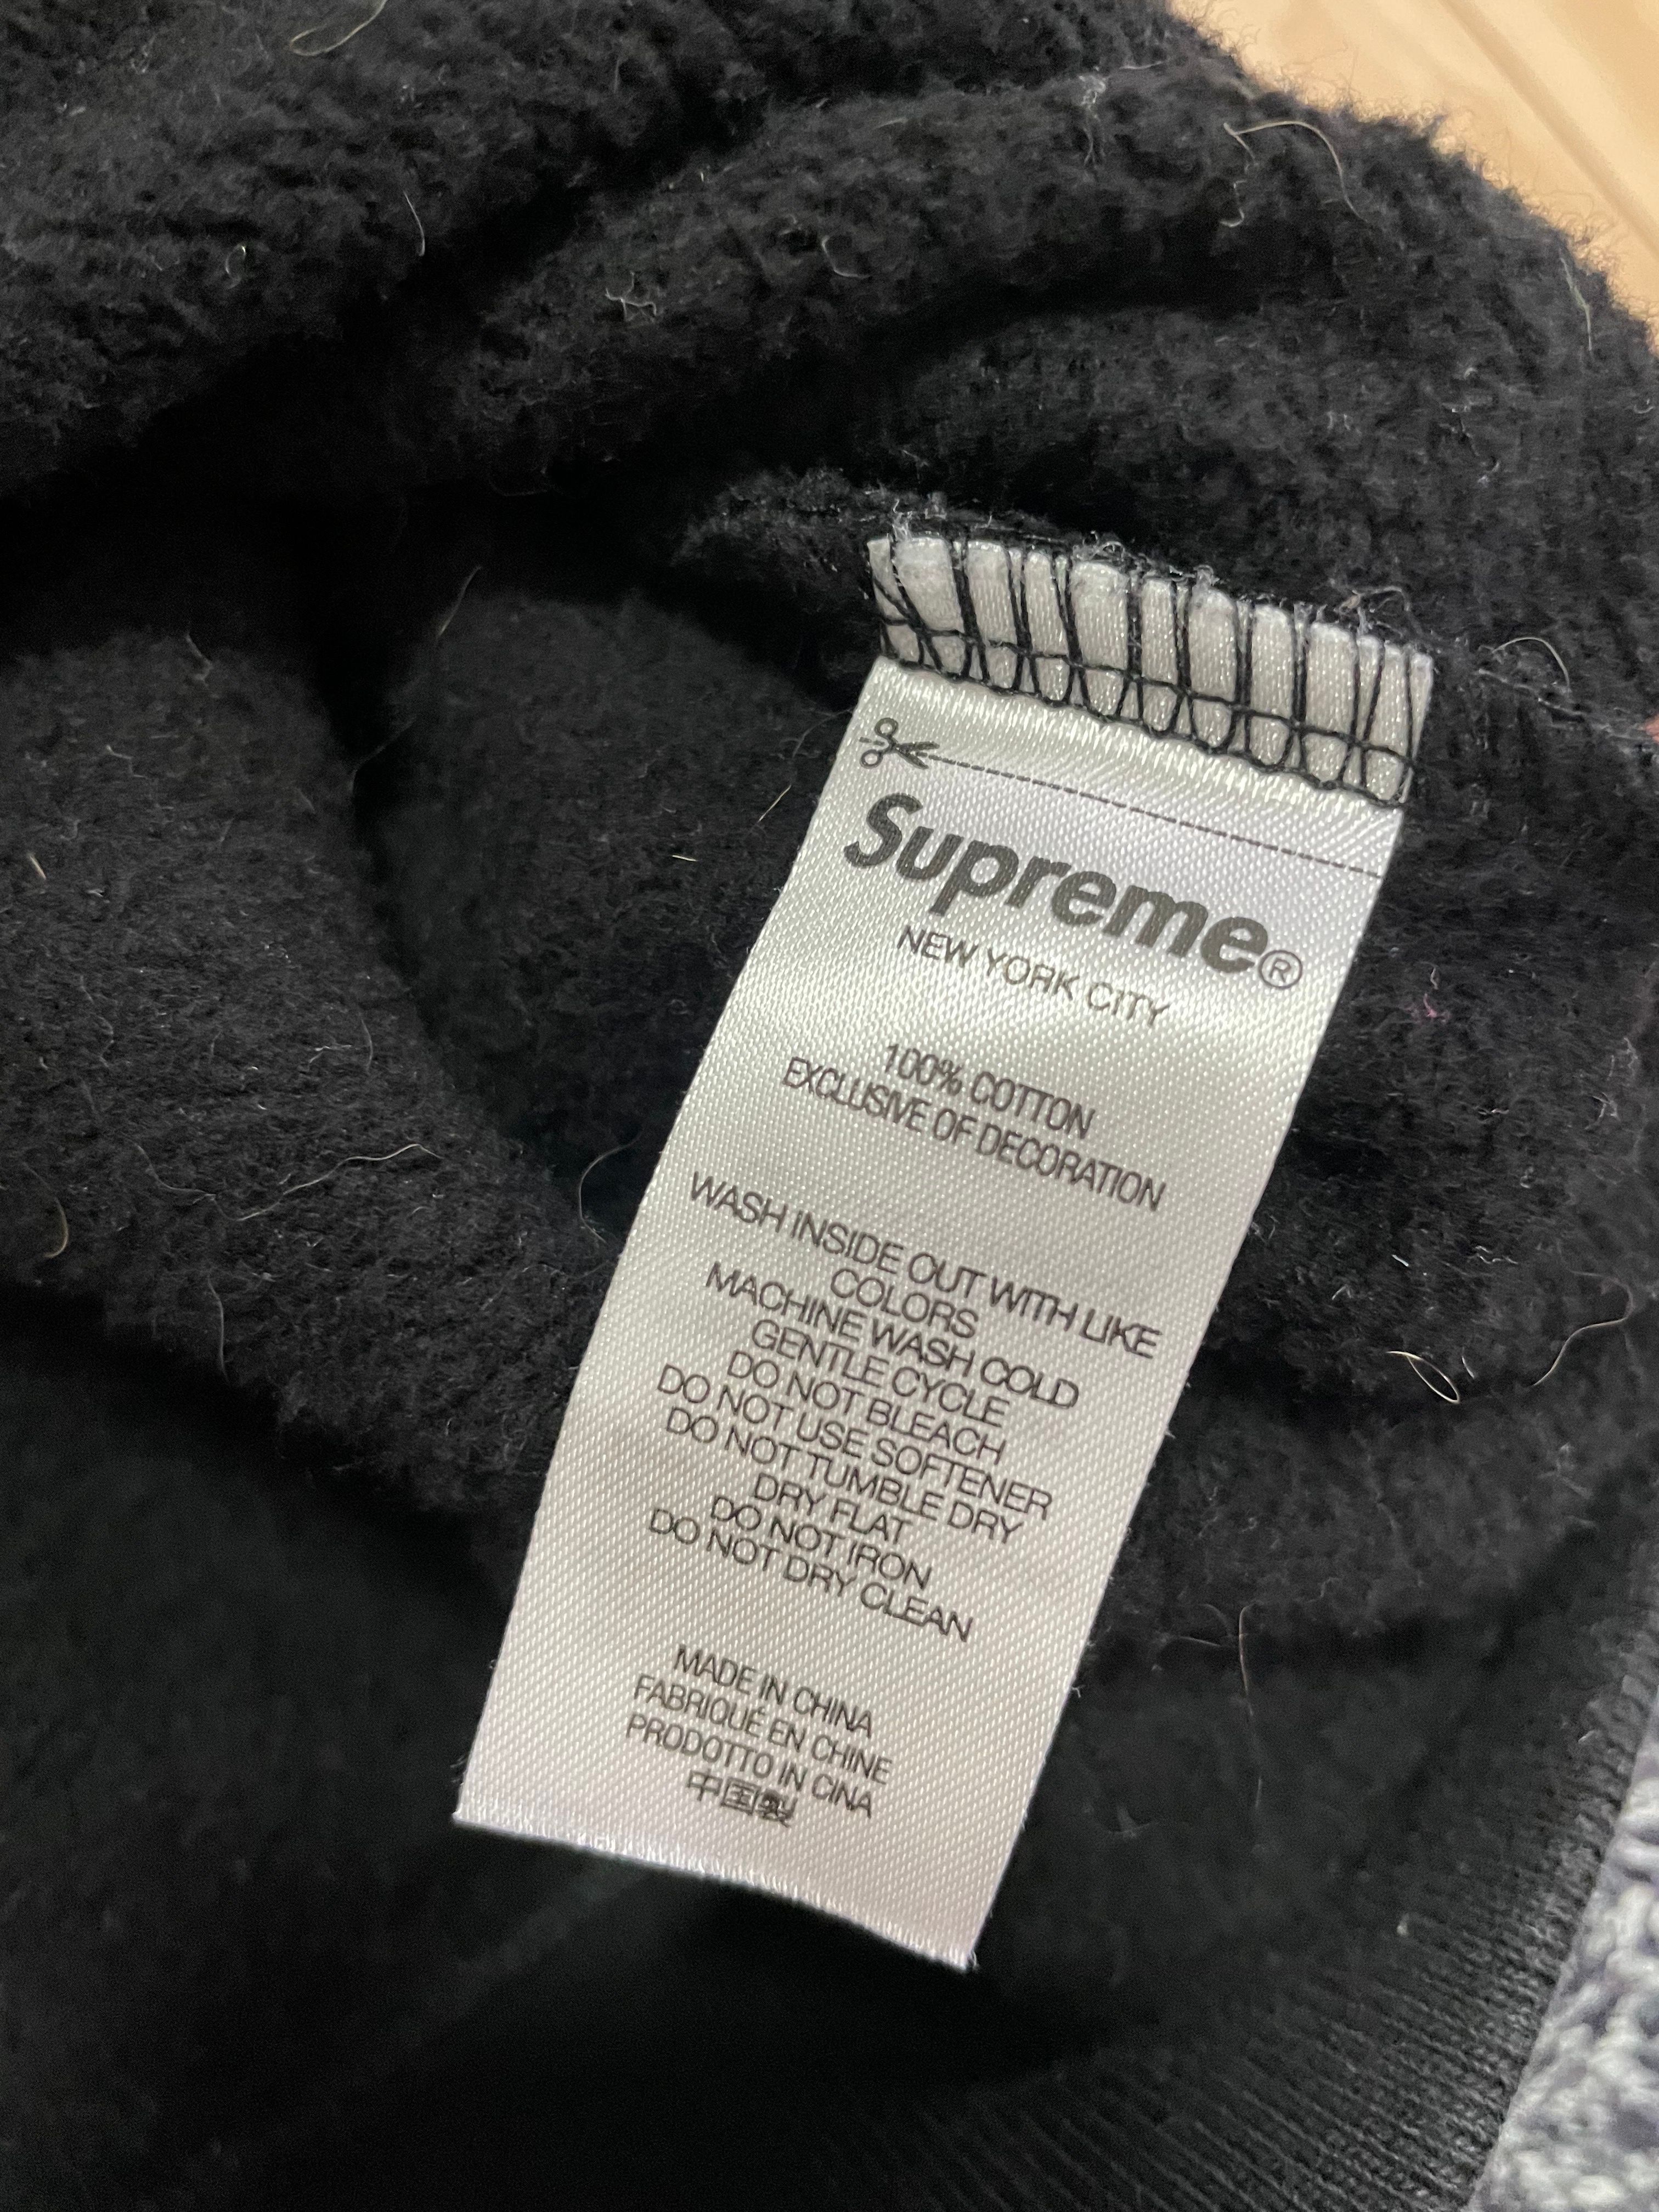 Supreme®
NEW YORK CITY
100% COTTON
EXCLUSIVE OF DECORATION
WASH INSIDE OUT WITH LIKE
COLORS
MACHINE WASH COLD
GENTLE CYCLE
DO NOT BLEACH
DO NOT USE SOFTENER
DO NOT TUMBLE DRY
DRY FLAT
DO NOT IRON
DO NOT DRY CLEAN
MADE IN CHINA
FABRIQUÉ EN CHINE
PRODOTTO IN CINA
中国製